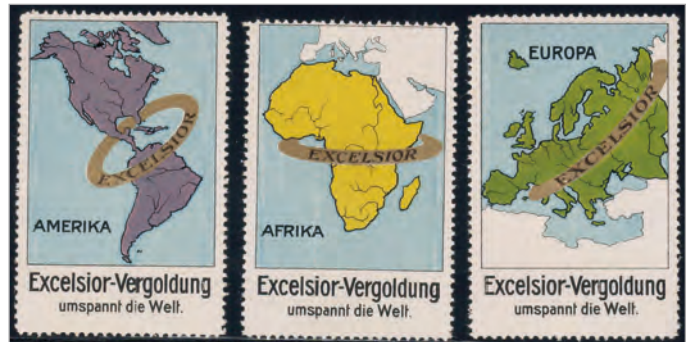 EXCELSIOR
AMERIKA
Excelsior-Vergoldung
umspannt die Welt.
EXCELSIOR
AFRIKA
Excelsior-Vergoldung
umspannt die Welt.
EUROPA
EXCELSIOR
Excelsior-Vergoldung
umspannt die Welt.